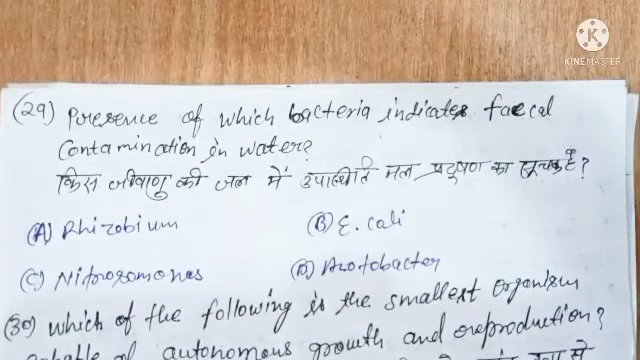 KINEMASTER
(29) Presence of which bacteria indicates faecal
Contamination in water?
किस जीवाणु की जल में उपस्थिति मल प्रदुषण का सूचक है?
(A) Rhizobium (B) E. coli
(C) Nitrosomonas (D) Azotobacter
(30) Which of the following is the smallest organism
of autonomous growth and reproduction?